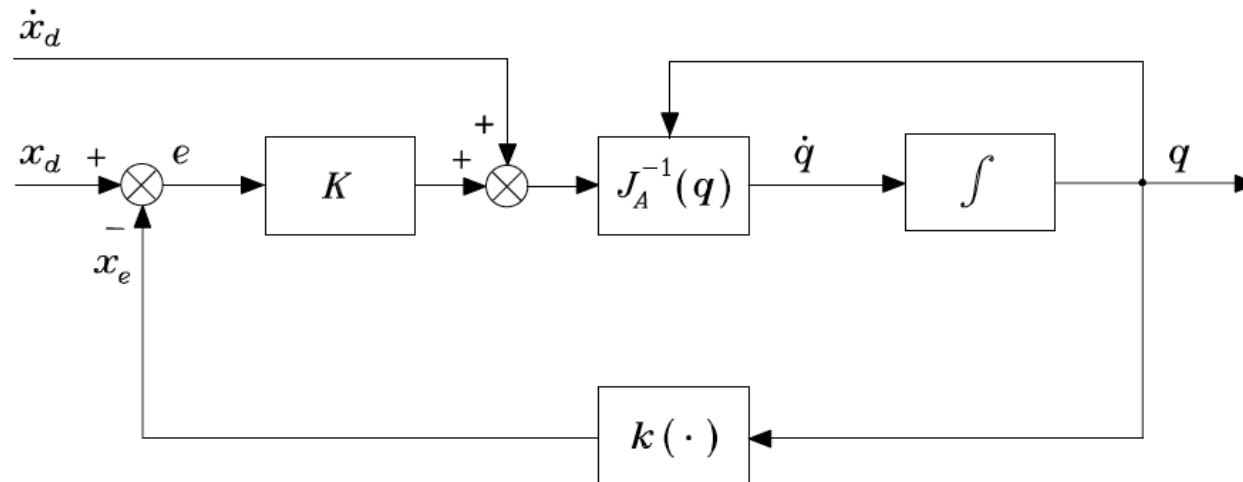 ẋ_d
+
x_d + e K + J_A^{-1}(q) q̇ ∫ q
−
x_e
k(·)